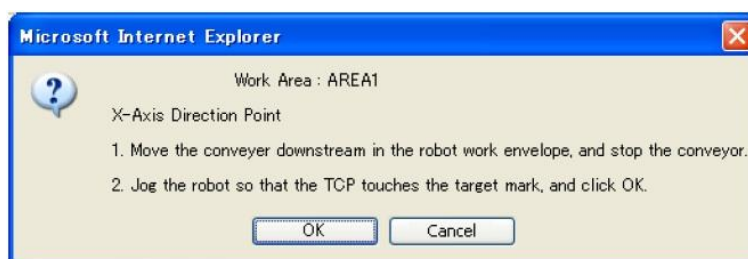 Microsoft Internet Explorer
Work Area : AREA1
X-Axis Direction Point
1. Move the conveyer downstream in the robot work envelope, and stop the conveyor.
2. Jog the robot so that the TCP touches the target mark, and click OK.
OK Cancel